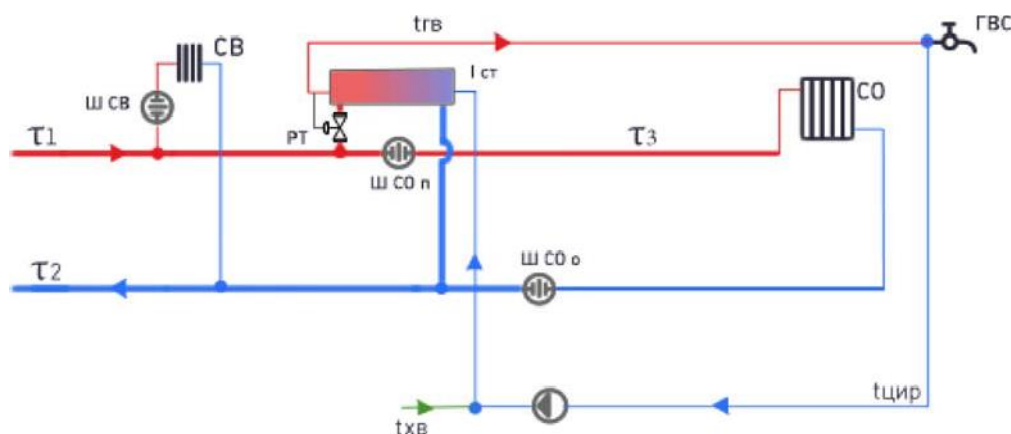 tгв
ГВС
СВ
I ст
Ш СВ
СО
РТ
τ1
τ3
Ш СО п
Ш СО о
τ2
tцир
tхв